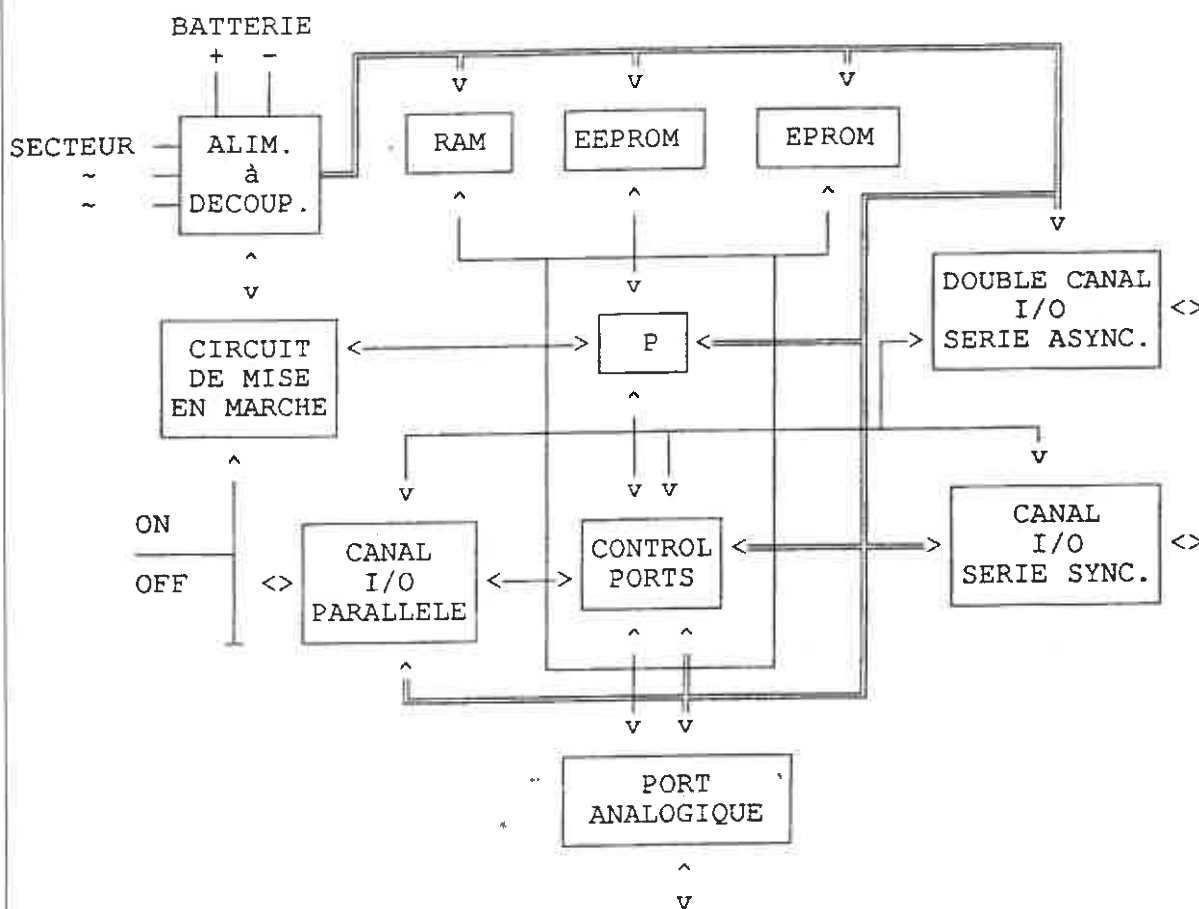 BATTERIE
+ -
SECTEUR
~
~
ALIM.
à
DECOUP.
RAM
EEPROM
EPROM
DOUBLE CANAL
I/O
SERIE ASYNC.
CIRCUIT
DE MISE
EN MARCHE
P
ON
OFF
CANAL
I/O
PARALLELE
CONTROL
PORTS
CANAL
I/O
SERIE SYNC.
PORT
ANALOGIQUE